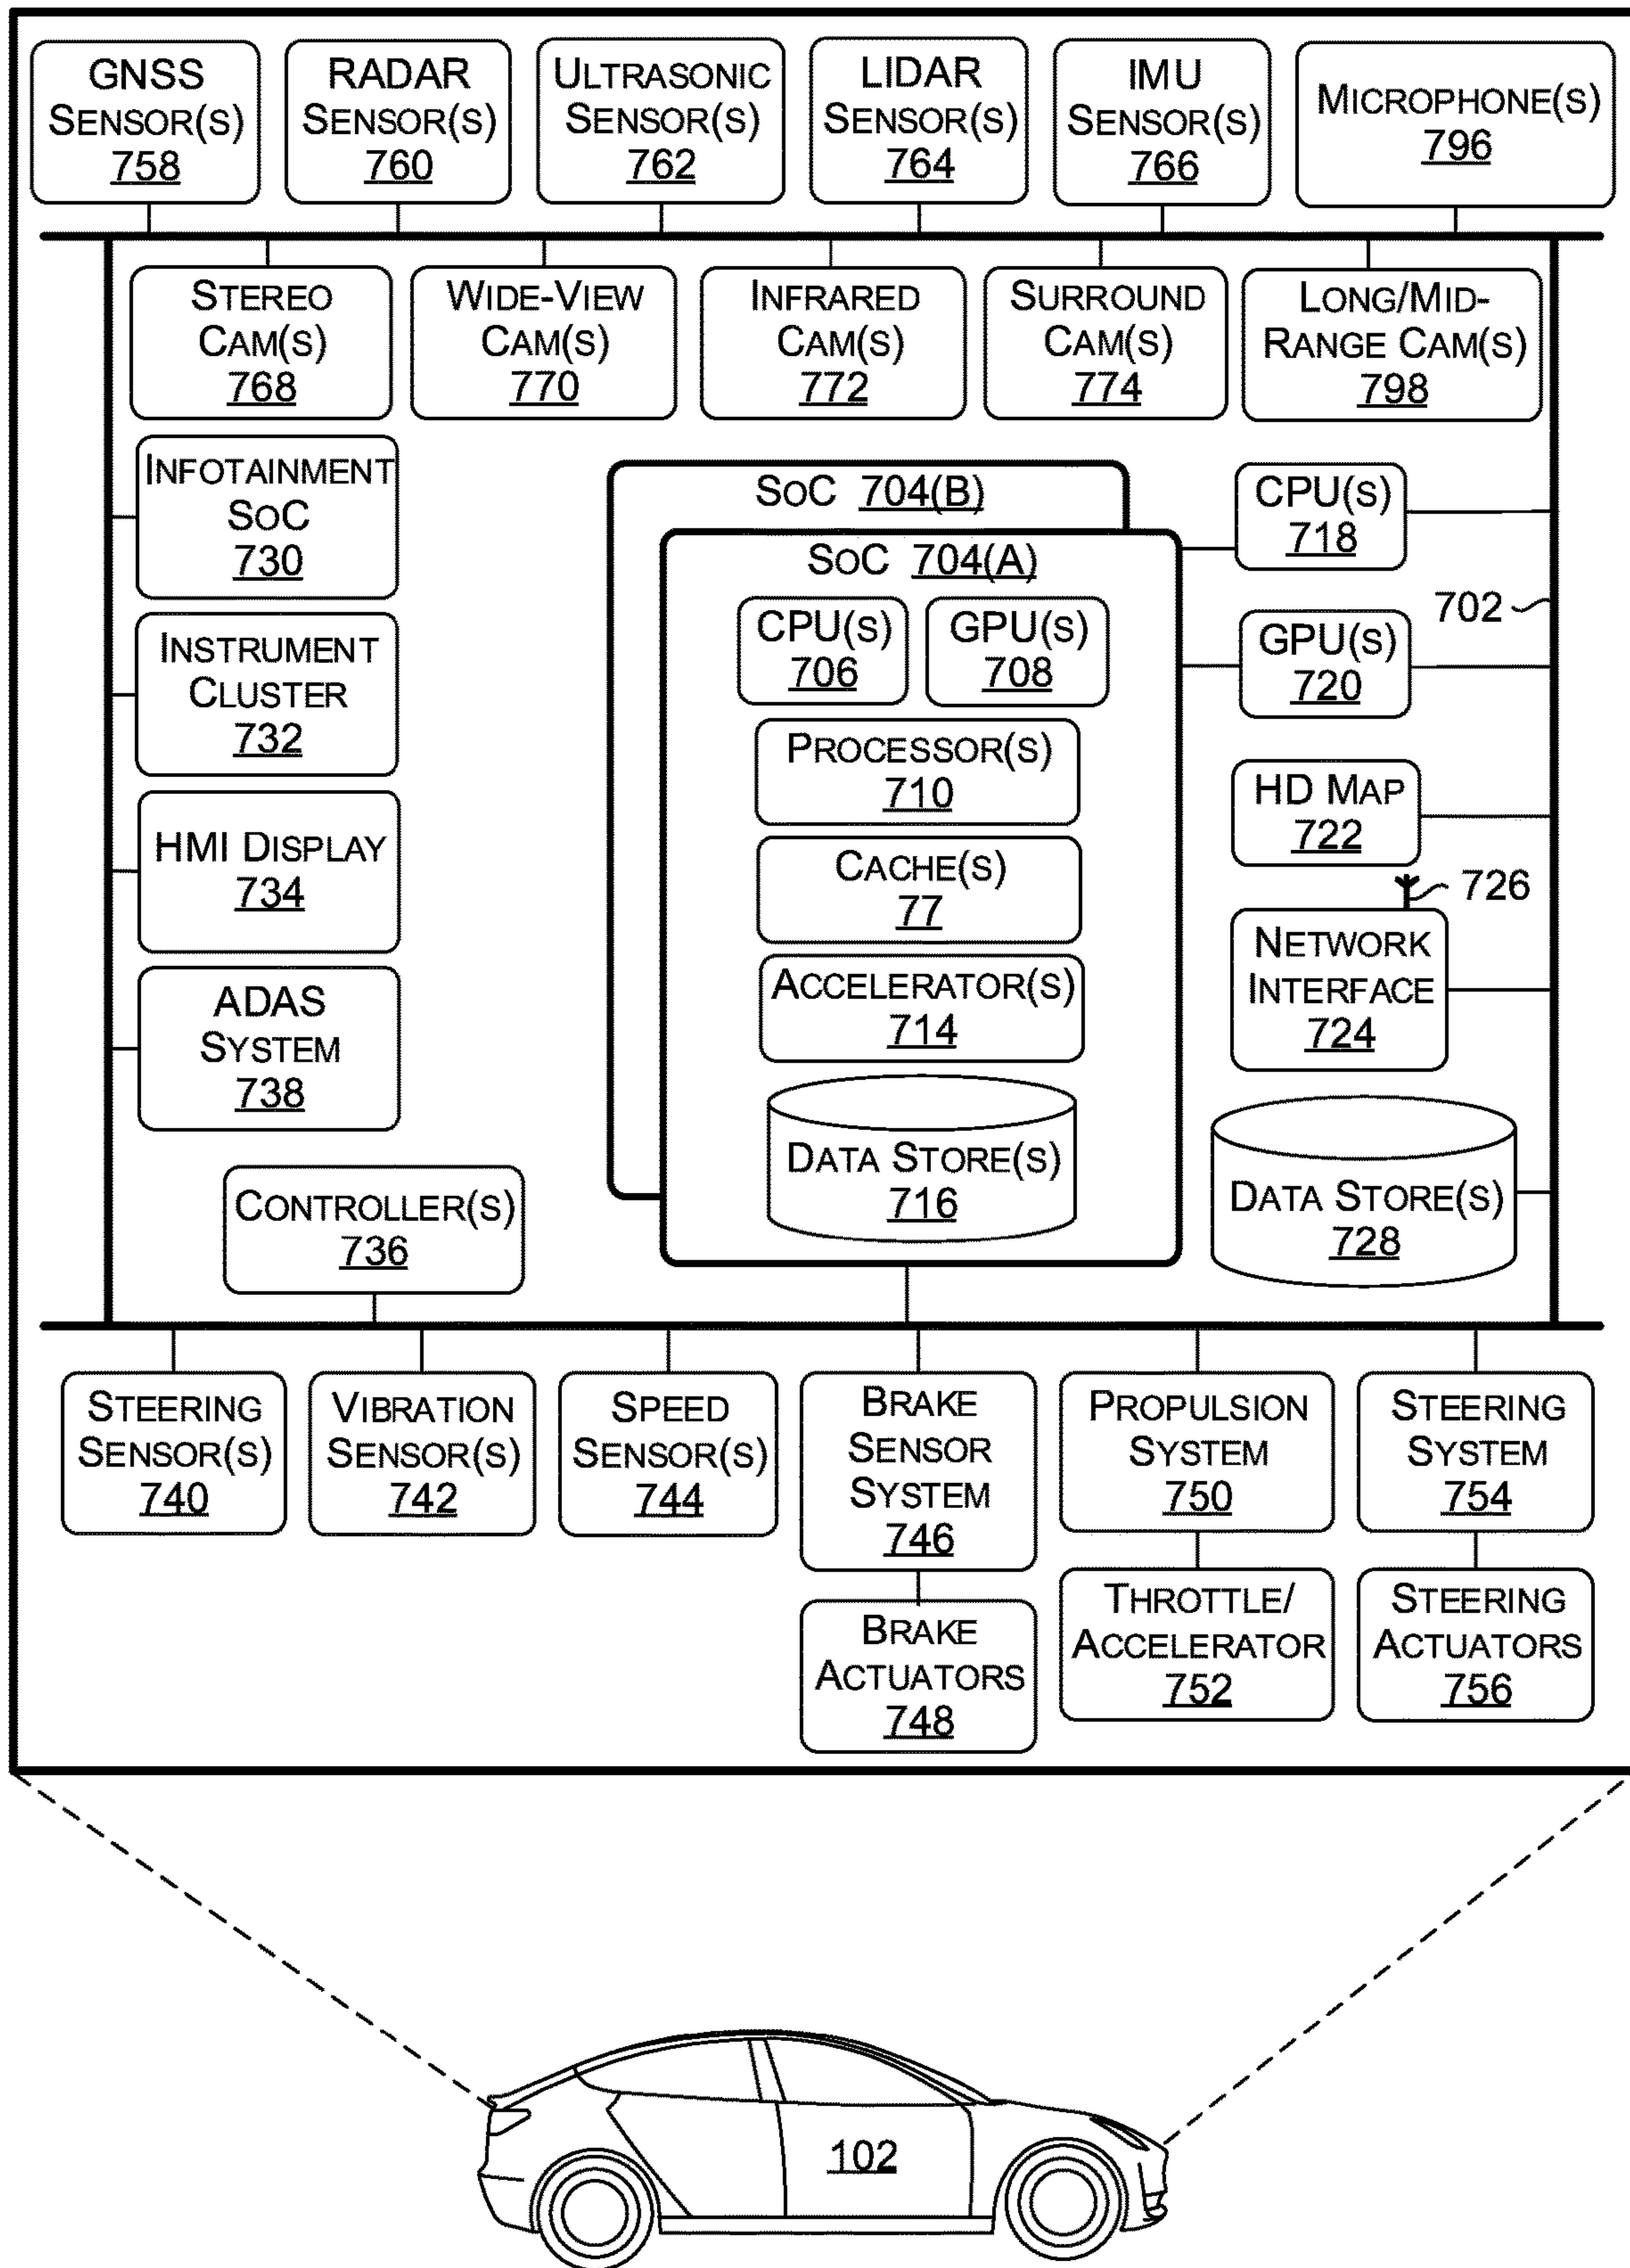 GNSS
SENSOR(S)
758
RADAR
SENSOR(S)
760
ULTRASONIC
SENSOR(S)
762
LIDAR
SENSOR(S)
764
IMU
SENSOR(S)
766
MICROPHONE(S)
796
STEREO
CAM(S)
768
WIDE-VIEW
CAM(S)
770
INFRARED
CAM(S)
772
SURROUND
CAM(S)
774
LONG/MID-
RANGE CAM(S)
798
INFOTAINMENT
SOC
730
INSTRUMENT
CLUSTER
732
HMI DISPLAY
734
ADAS
SYSTEM
738
CONTROLLER(S)
736
SOC 704(B)
SOC 704(A)
CPU(S)
706
GPU(S)
708
PROCESSOR(S)
710
CACHE(S)
77
ACCELERATOR(S)
714
DATA STORE(S)
716
CPU(S)
718
702
GPU(S)
720
HD MAP
722
726
NETWORK
INTERFACE
724
DATA STORE(S)
728
STEERING
SENSOR(S)
740
VIBRATION
SENSOR(S)
742
SPEED
SENSOR(S)
744
BRAKE
SENSOR
SYSTEM
746
PROPULSION
SYSTEM
750
STEERING
SYSTEM
754
BRAKE
ACTUATORS
748
THROTTLE/
ACCELERATOR
752
STEERING
ACTUATORS
756
102